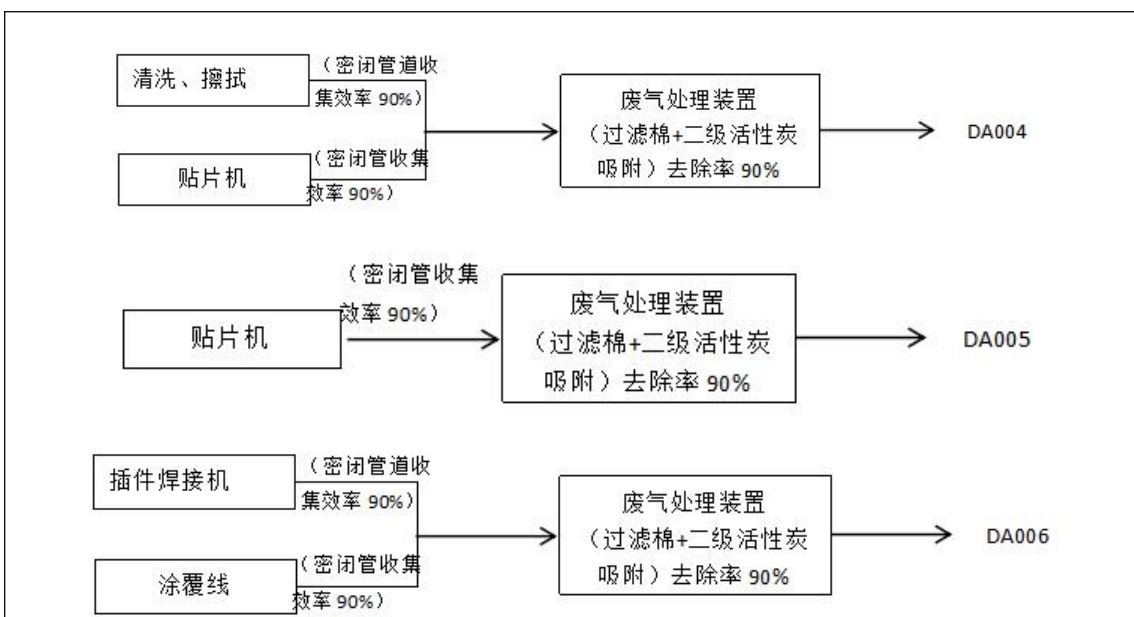 清洗、擦拭
（密闭管道收
集效率 90%）
贴片机
（密闭管收集
效率 90%）
废气处理装置
（过滤棉+二级活性炭
吸附）去除率 90%
DA004
贴片机
（密闭管收集
效率 90%）
废气处理装置
（过滤棉+二级活性炭
吸附）去除率 90%
DA005
插件焊接机
（密闭管道收
集效率 90%）
涂覆线
（密闭管收集
效率 90%）
废气处理装置
（过滤棉+二级活性炭
吸附）去除率 90%
DA006